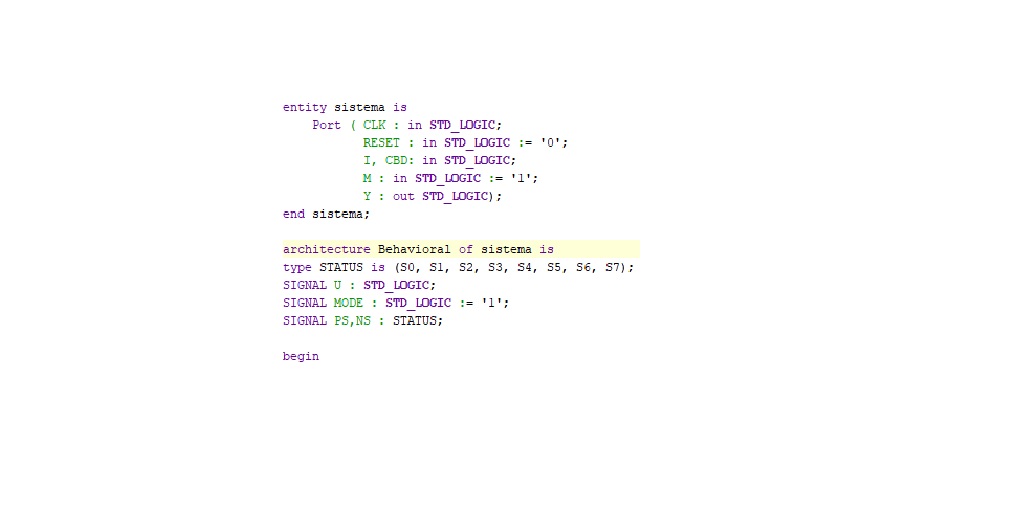 entity sistema is
Port ( CLK : in STD_LOGIC;
RESET : in STD_LOGIC := '0';
I, CBD: in STD_LOGIC;
M : in STD_LOGIC := '1';
Y : out STD_LOGIC);
end sistema;
architecture Behavioral of sistema is
type STATUS is (S0, S1, S2, S3, S4, S5, S6, S7);
SIGNAL U : STD_LOGIC;
SIGNAL MODE : STD_LOGIC := '1';
SIGNAL PS,NS : STATUS;
begin